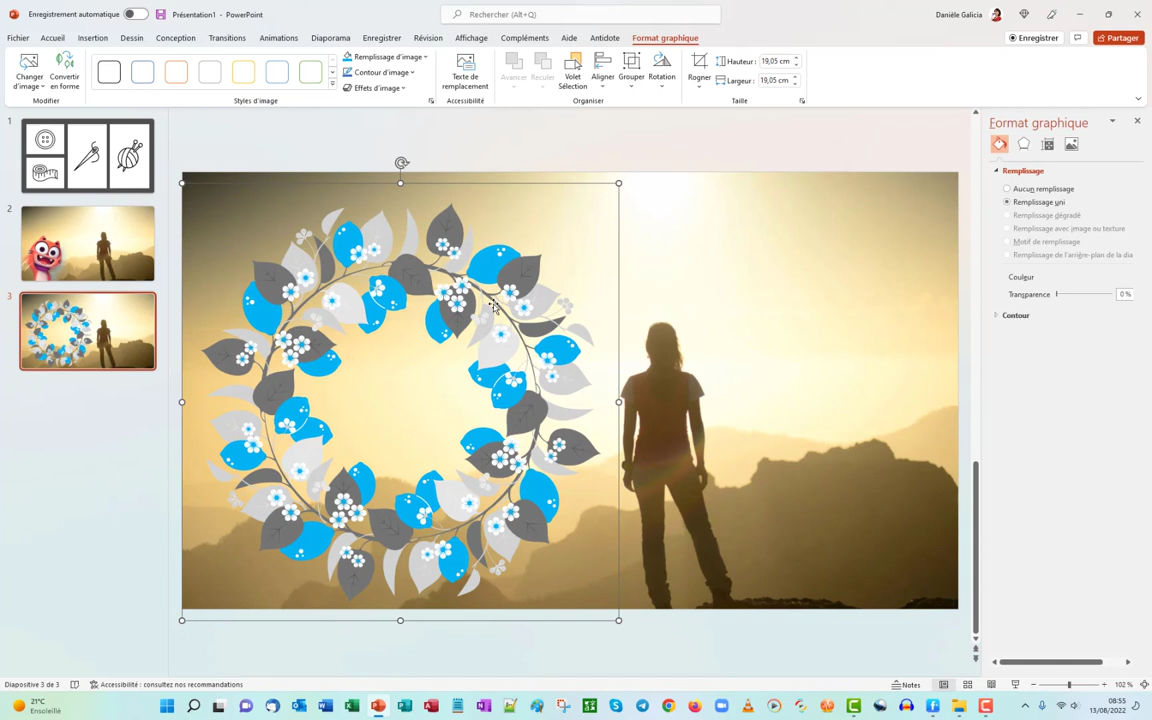 Enregistrement automatique
Présentation1 - PowerPoint
Rechercher (Alt+Q)
Danièle Galicia
Fichier Accueil Insertion Dessin Conception Transitions Animations Diaporama Enregistrer Révision Affichage Compléments Aide Antidote Format graphique
Enregistrer
Partager
Changer d'image
Convertir en forme
Modifier
Styles d'image
Remplissage d'image
Contour d'image
Effets d'image
Texte de remplacement
Accessibilité
Avancer
Reculer
Volet Sélection
Aligner
Grouper
Rotation
Organiser
Rogner
Hauteur : 19,05 cm
Largeur : 19,05 cm
Taille
1
2
3
Format graphique
Remplissage
Aucun remplissage
Remplissage uni
Remplissage dégradé
Remplissage avec image ou texture
Motif de remplissage
Remplissage de l'arrière-plan de la dia
Couleur
Transparence
0 %
Contour
Diapositive 3 de 3
Accessibilité : consultez nos recommandations
Notes
102 %
21°C
Ensoleillé
08:55
13/08/2022